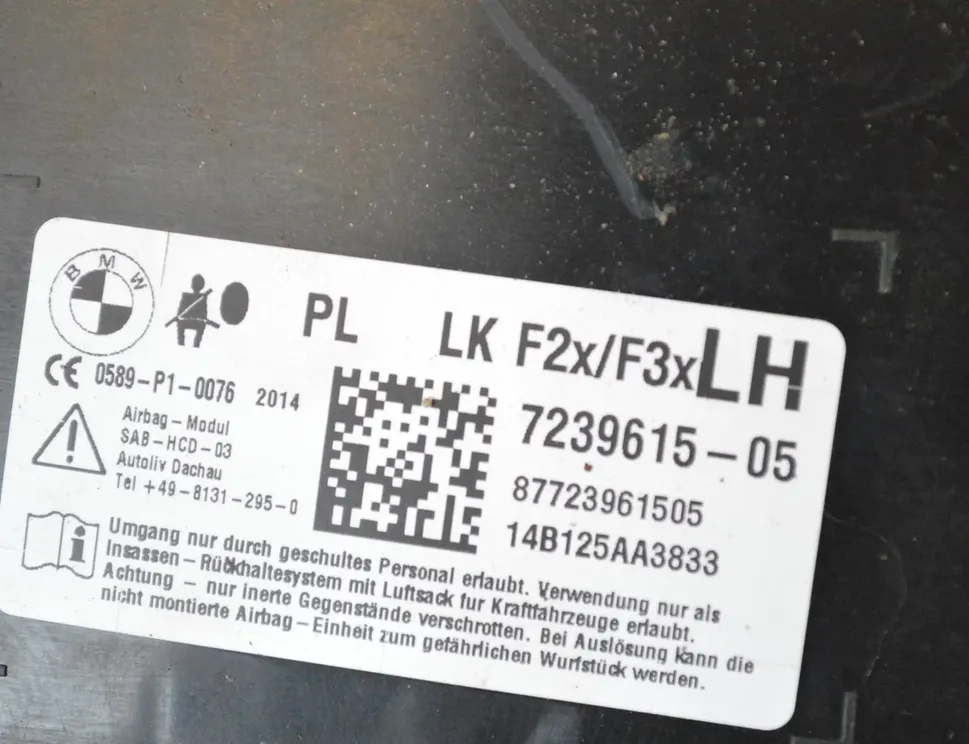 BMW
PL LK F2x/F3x LH
CE 0589-P1-0076 2014
7239615-05
Airbag-Modul
SAB-HCD-03
Autoliv Dachau
Tel +49-8131-295-0
87723961505
14B125AA3833
Umgang nur durch geschultes Personal erlaubt. Verwendung nur als
Insassen-Rückhaltesystem mit Luftsack fur Kraftfahrzeuge erlaubt.
Achtung - nur inerte Gegenstände verschrotten. Bei Auslösung kann die
nicht montierte Airbag-Einheit zum gefährlichen Wurfstück werden.